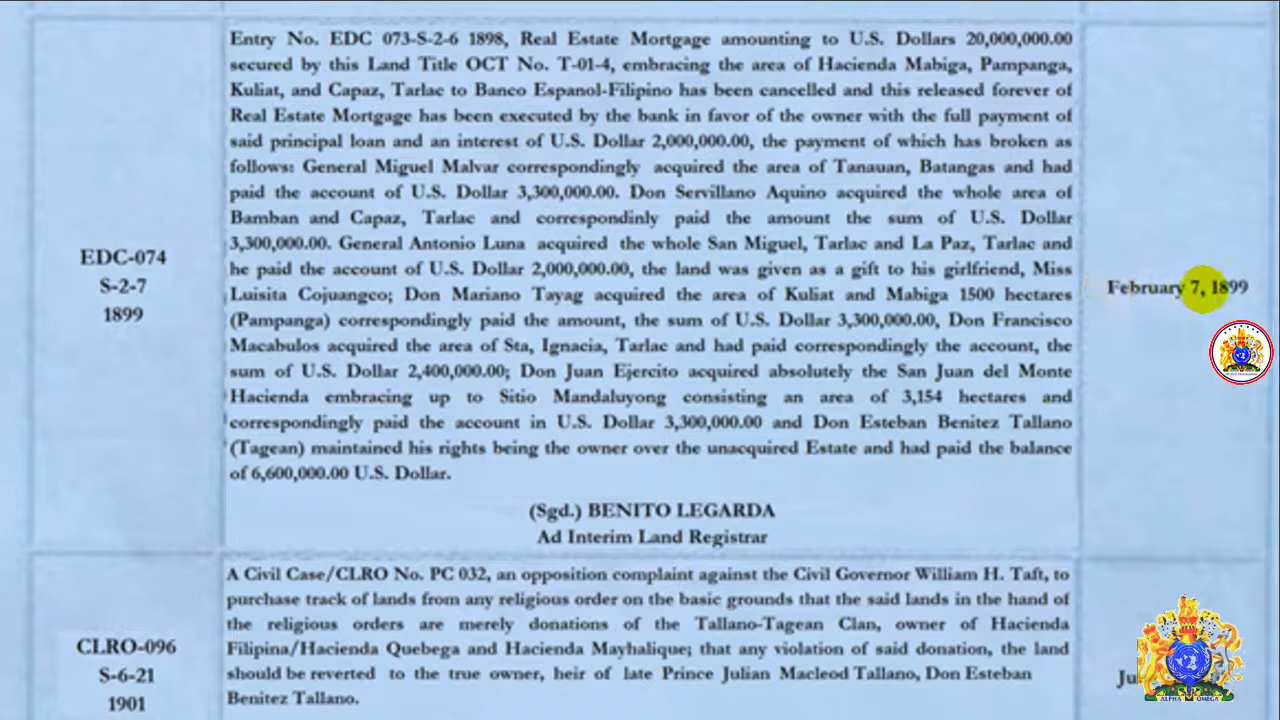 Entry No. EDC 073-S-2-6 1898, Real Estate Mortgage amounting to U.S. Dollars 20,000,000.00
secured by this Land Title OCT No. T-01-4, embracing the area of Hacienda Mabiga, Pampanga,
Kuliat, and Capaz, Tarlac to Banco Espanol-Filipino has been cancelled and this released forever of
Real Estate Mortgage has been executed by the bank in favor of the owner with the full payment of
said principal loan and an interest of U.S. Dollar 2,000,000.00, the payment of which has broken as
follows: General Miguel Malvar correspondingly acquired the area of Tanauan, Batangas and had
paid the account of U.S. Dollar 3,300,000.00. Don Servillano Aquino acquired the whole area of
Bamban and Capaz, Tarlac and correspondinly paid the amount the sum of U.S. Dollar
3,300,000.00. General Antonio Luna acquired the whole San Miguel, Tarlac and La Paz, Tarlac and
he paid the account of U.S. Dollar 2,000,000.00, the land was given as a gift to his girlfriend, Miss
Luisita Cojuangco; Don Mariano Tayag acquired the area of Kuliat and Mabiga 1500 hectares
(Pampanga) correspondingly paid the amount, the sum of U.S. Dollar 3,300,000.00, Don Francisco
Macabulos acquired the area of Sta, Ignacia, Tarlac and had paid correspondingly the account, the
sum of U.S. Dollar 2,400,000.00; Don Juan Ejercito acquired absolutely the San Juan del Monte
Hacienda embracing up to Sitio Mandaluyong consisting an area of 3,154 hectares and
correspondingly paid the account in U.S. Dollar 3,300,000.00 and Don Esteban Benitez Tallano
(Tagean) maintained his rights being the owner over the unacquired Estate and had paid the balance
of 6,600,000.00 U.S. Dollar.
(Sgd.) BENITO LEGARDA
Ad Interim Land Registrar
EDC-074
S-2-7
1899
February 7, 1899
A Civil Case/CLRO No. PC 032, an opposition complaint against the Civil Governor William H. Taft, to
purchase track of lands from any religious order on the basic grounds that the said lands in the hand of
the religious orders are merely donations of the Tallano-Tagean Clan, owner of Hacienda
Filipina/Hacienda Quebega and Hacienda Mayhalique; that any violation of said donation, the land
should be reverted to the true owner, heir of late Prince Julian Macleod Tallano, Don Esteban
Benitez Tallano.
CLRO-096
S-6-21
1901
ALPHA OMEGA